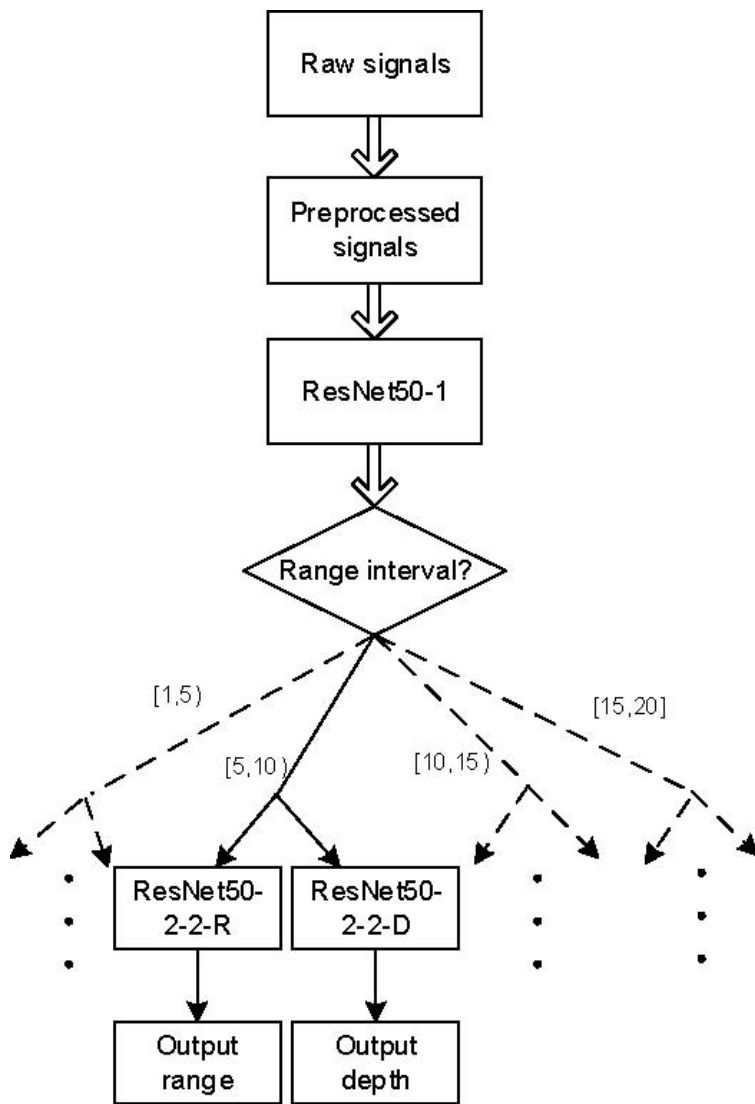 Raw signals
Preprocessed
signals
ResNet50-1
Range interval?
[1,5)
[5,10)
[10,15)
[15,20]
ResNet50-
2-2-R
ResNet50-
2-2-D
Output
range
Output
depth